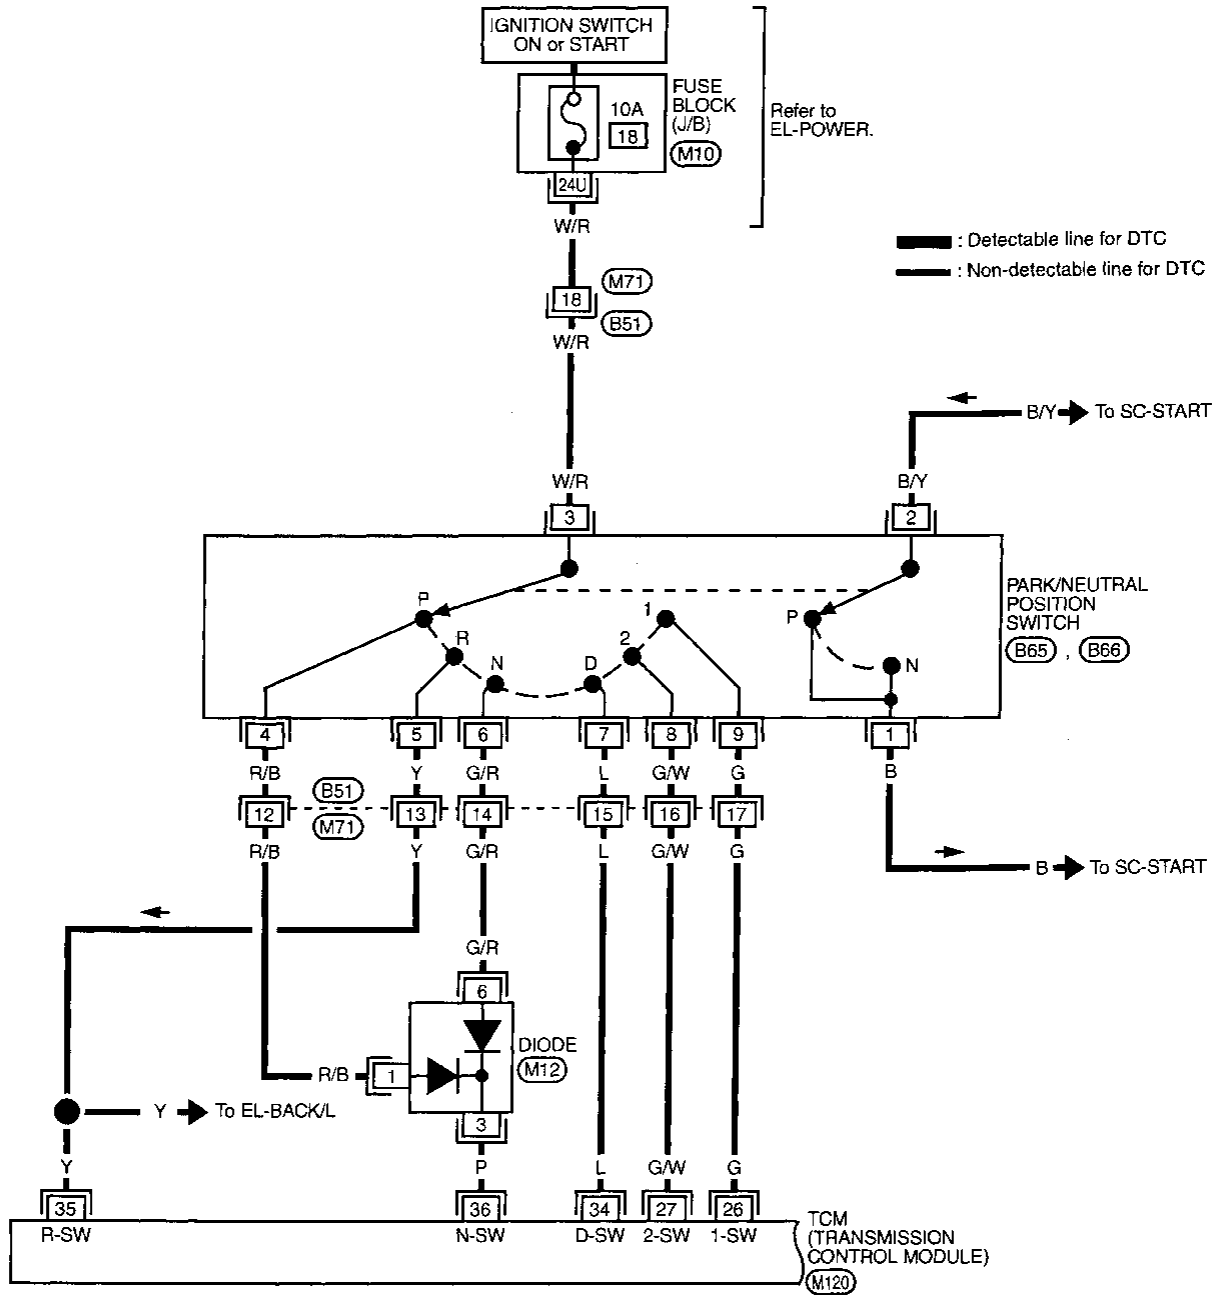 IGNITION SWITCH
ON or START
FUSE
BLOCK
(J/B)
M10
10A
18
24U
Refer to
EL-POWER.
W/R
: Detectable line for DTC
: Non-detectable line for DTC
M71
18
B51
W/R
B/Y To SC-START
W/R
B/Y
3
2
PARK/NEUTRAL
POSITION
SWITCH
B65 , B66
P
R
N
D
2
1
P
N
4
5
6
7
8
9
1
R/B
Y
G/R
L
G/W
G
B
B51
12
13
14
15
16
17
M71
R/B
Y
G/R
L
G/W
G
B To SC-START
G/R
6
DIODE
M12
R/B
1
3
Y To EL-BACK/L
Y
P
L
G/W
G
35
36
34
27
26
R-SW
N-SW
D-SW
2-SW
1-SW
TCM
(TRANSMISSION
CONTROL MODULE)
M120